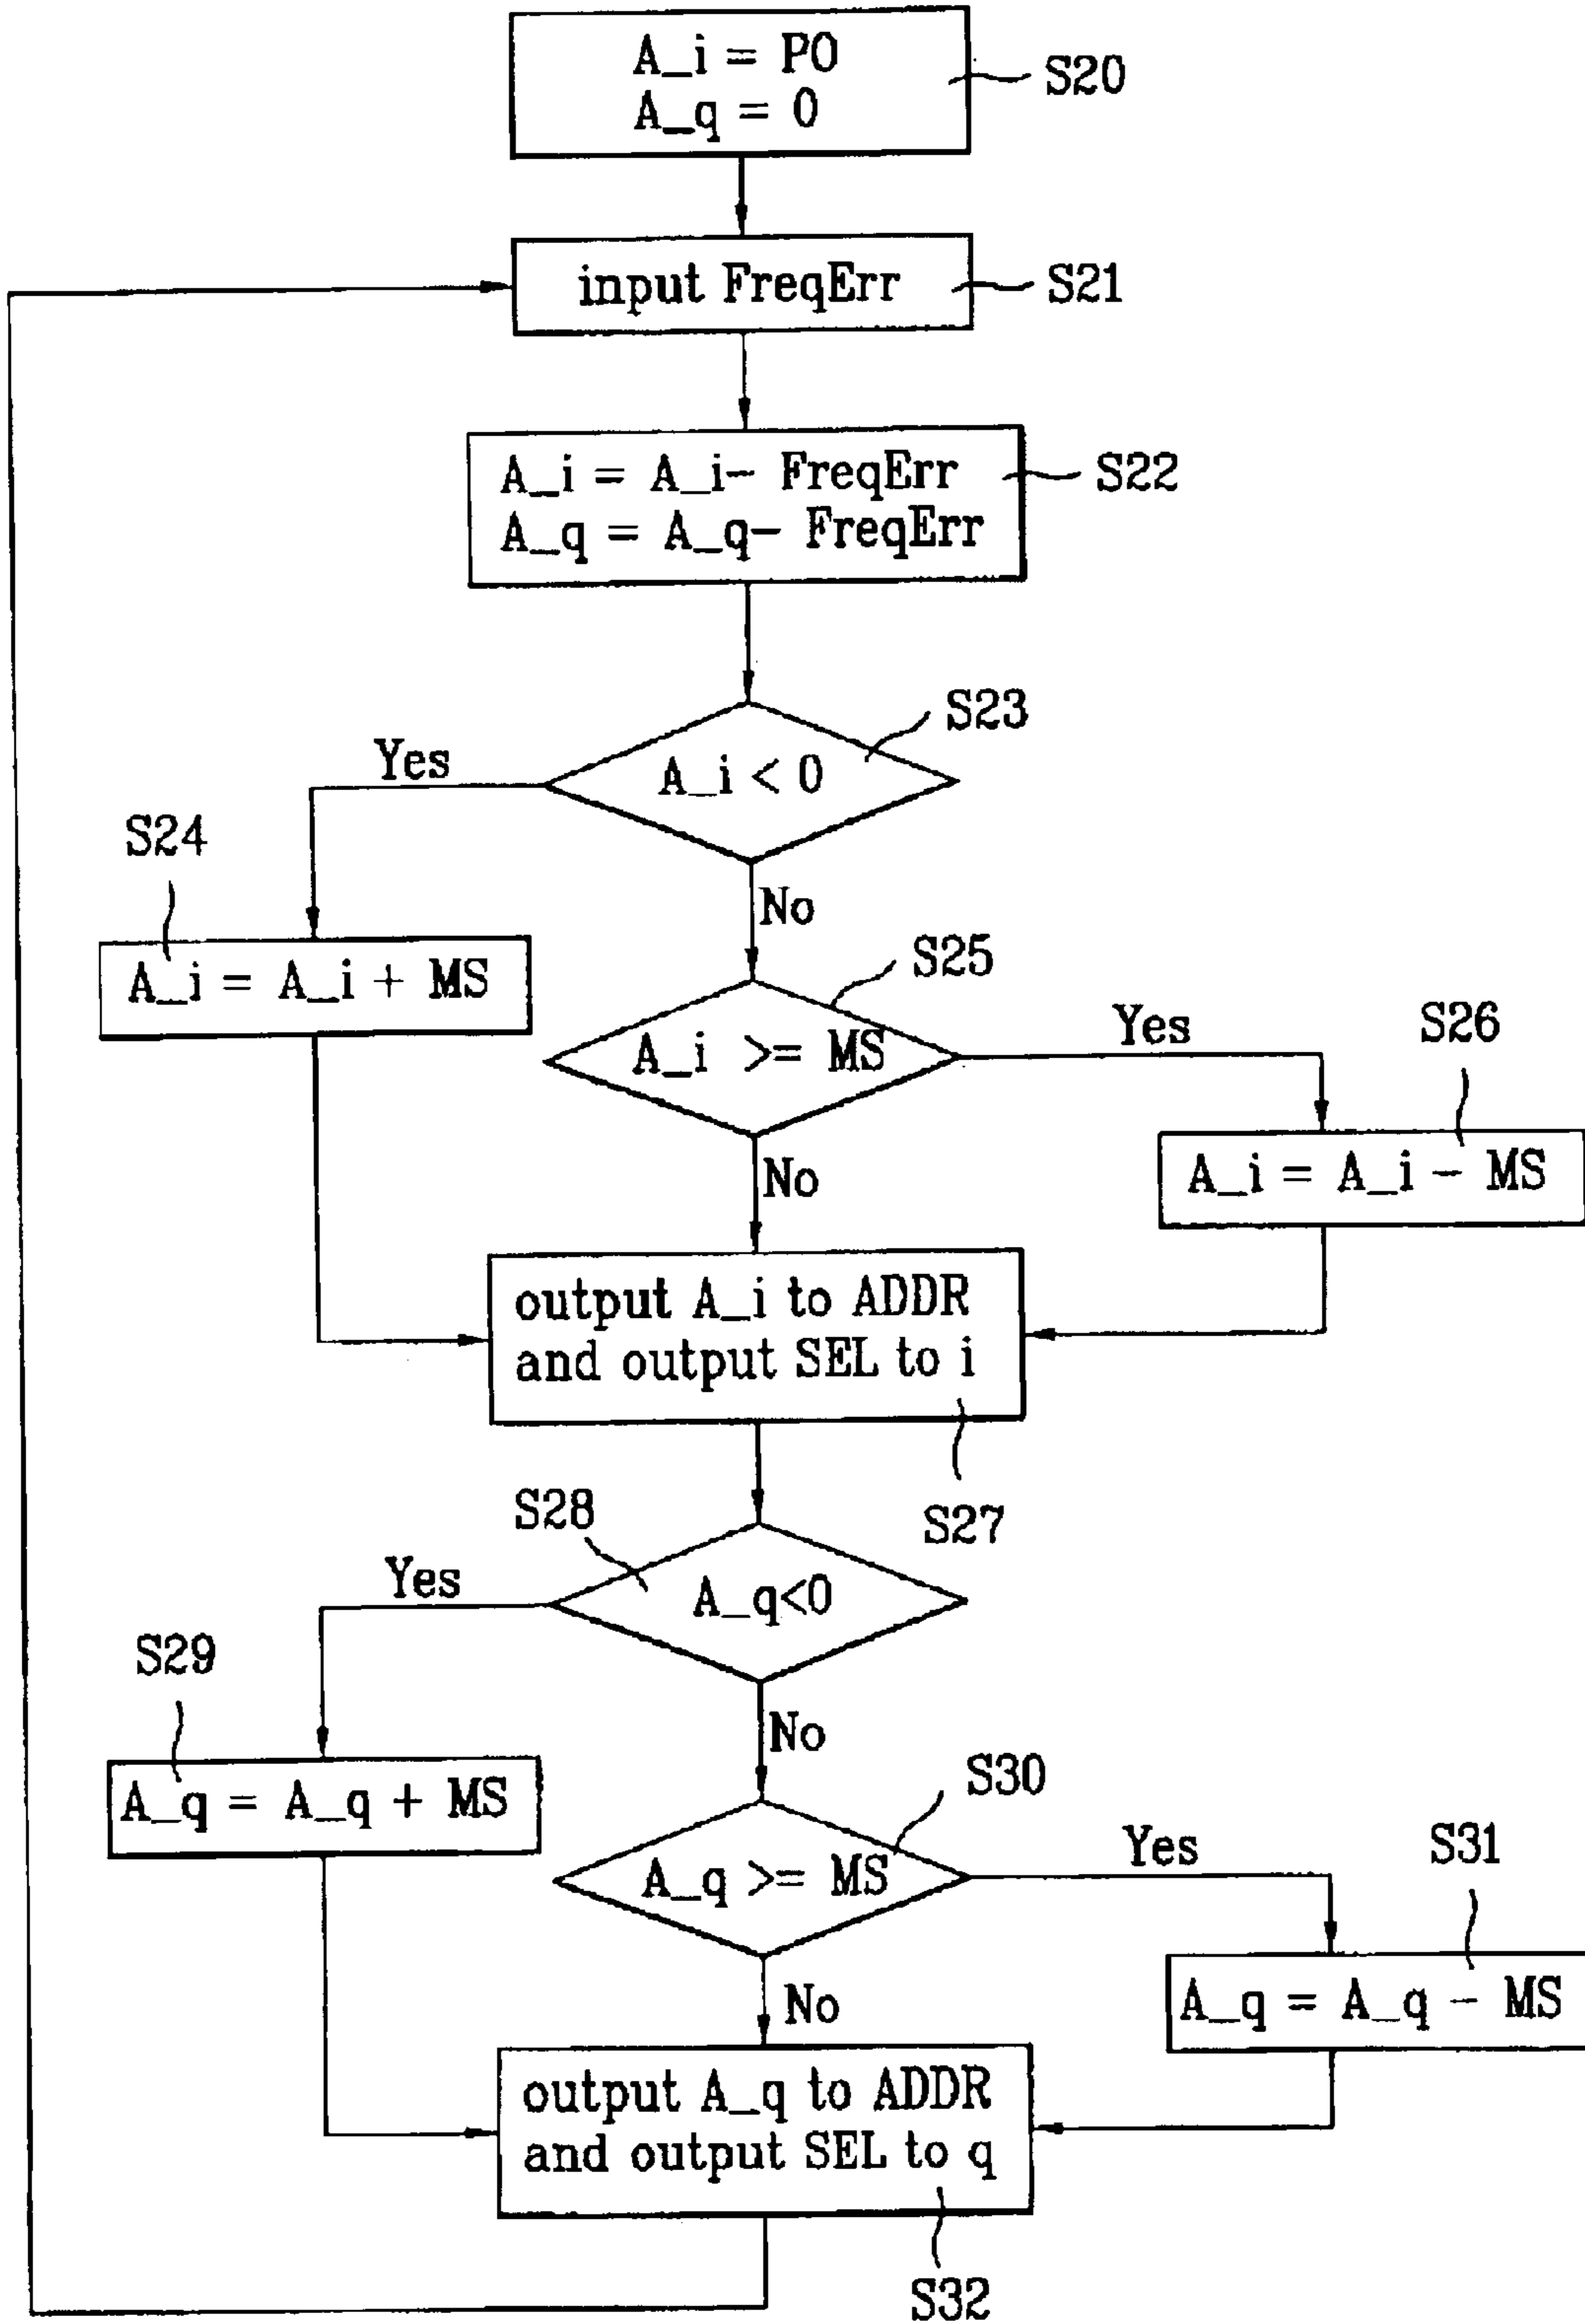 A_i = PO
A_q = 0
S20
input FreqErr
S21
A_i = A_i- FreqErr
A_q = A_q- FreqErr
S22
S23
A_i < 0
Yes
No
S24
A_i = A_i + MS
S25
A_i >= MS
Yes
No
S26
A_i = A_i - MS
output A_i to ADDR
and output SEL to i
S27
S28
A_q<0
Yes
No
S29
A_q = A_q + MS
S30
A_q >= MS
Yes
No
S31
A_q = A_q - MS
output A_q to ADDR
and output SEL to q
S32